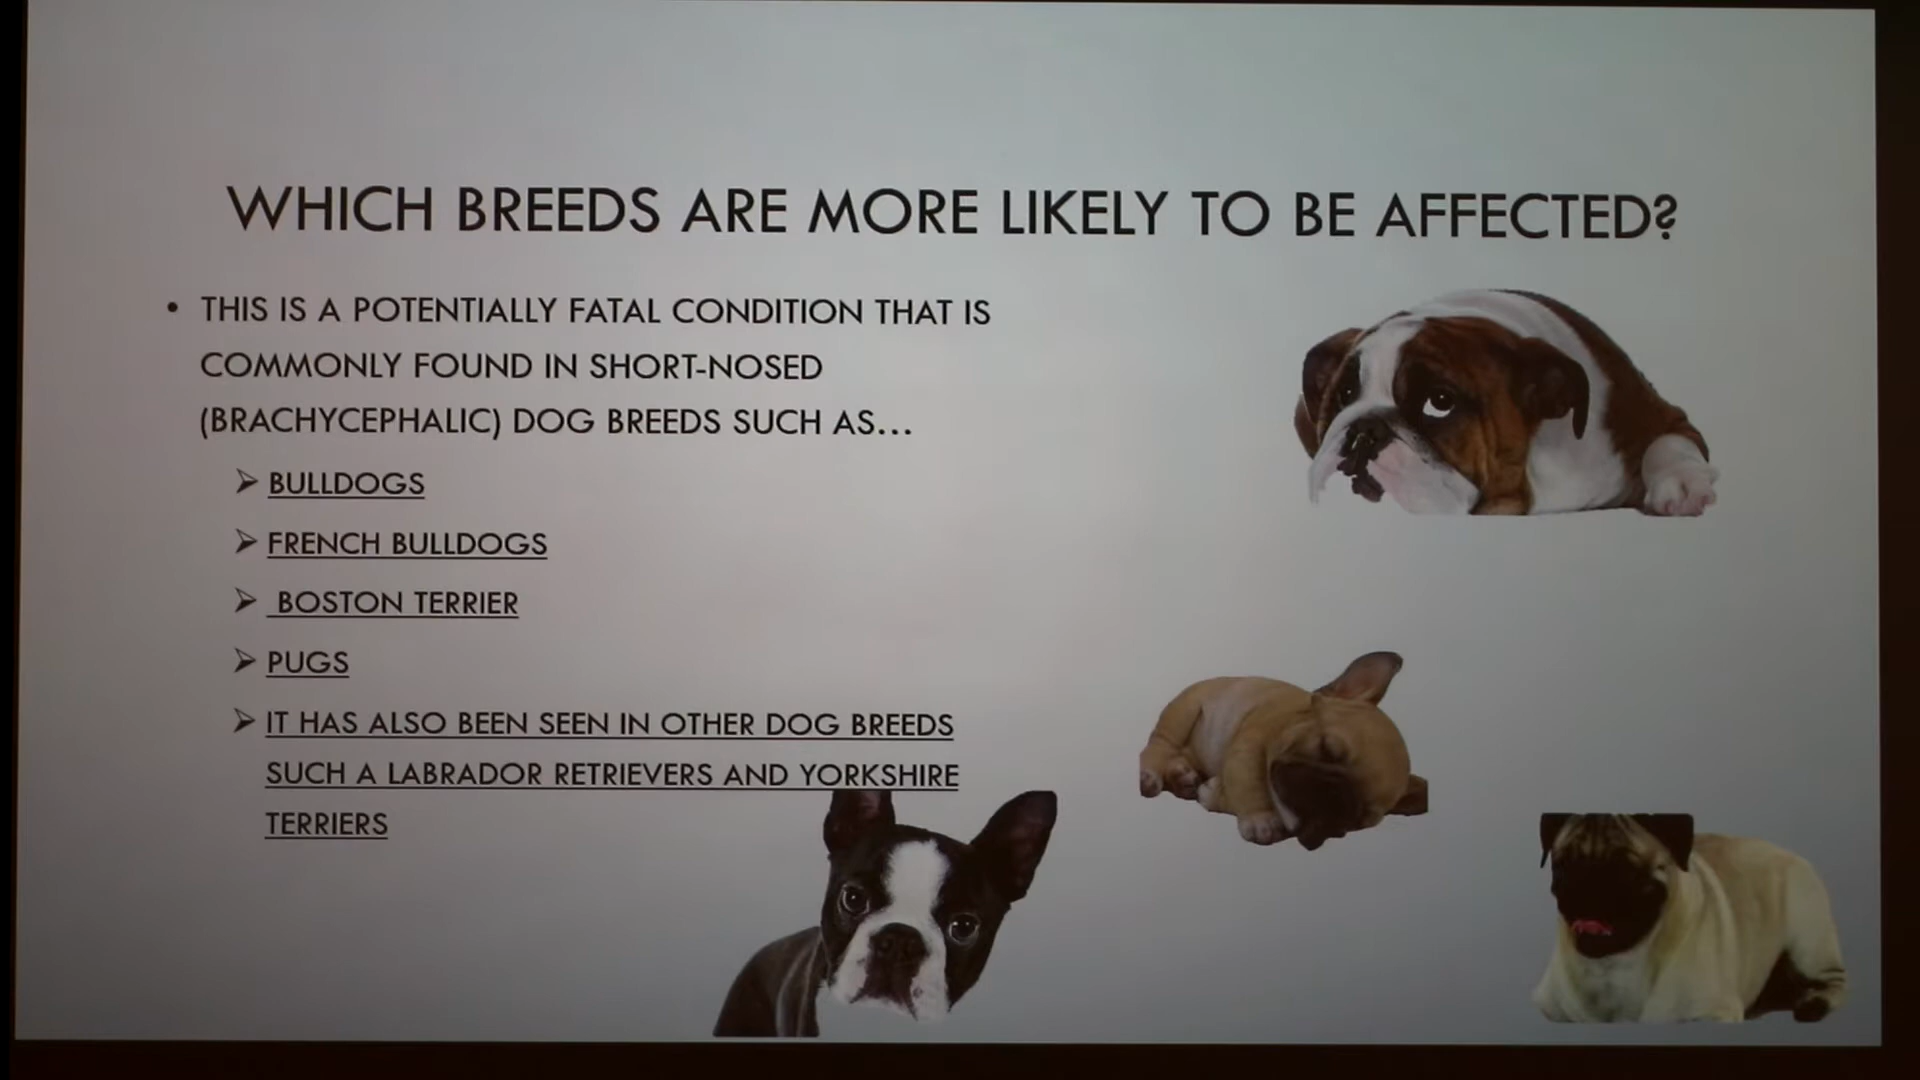 WHICH BREEDS ARE MORE LIKELY TO BE AFFECTED?
• THIS IS A POTENTIALLY FATAL CONDITION THAT IS
COMMONLY FOUND IN SHORT-NOSED
(BRACHYCEPHALIC) DOG BREEDS SUCH AS...
➢ BULLDOGS
➢ FRENCH BULLDOGS
➢ BOSTON TERRIER
➢ PUGS
➢ IT HAS ALSO BEEN SEEN IN OTHER DOG BREEDS
SUCH A LABRADOR RETRIEVERS AND YORKSHIRE
TERRIERS